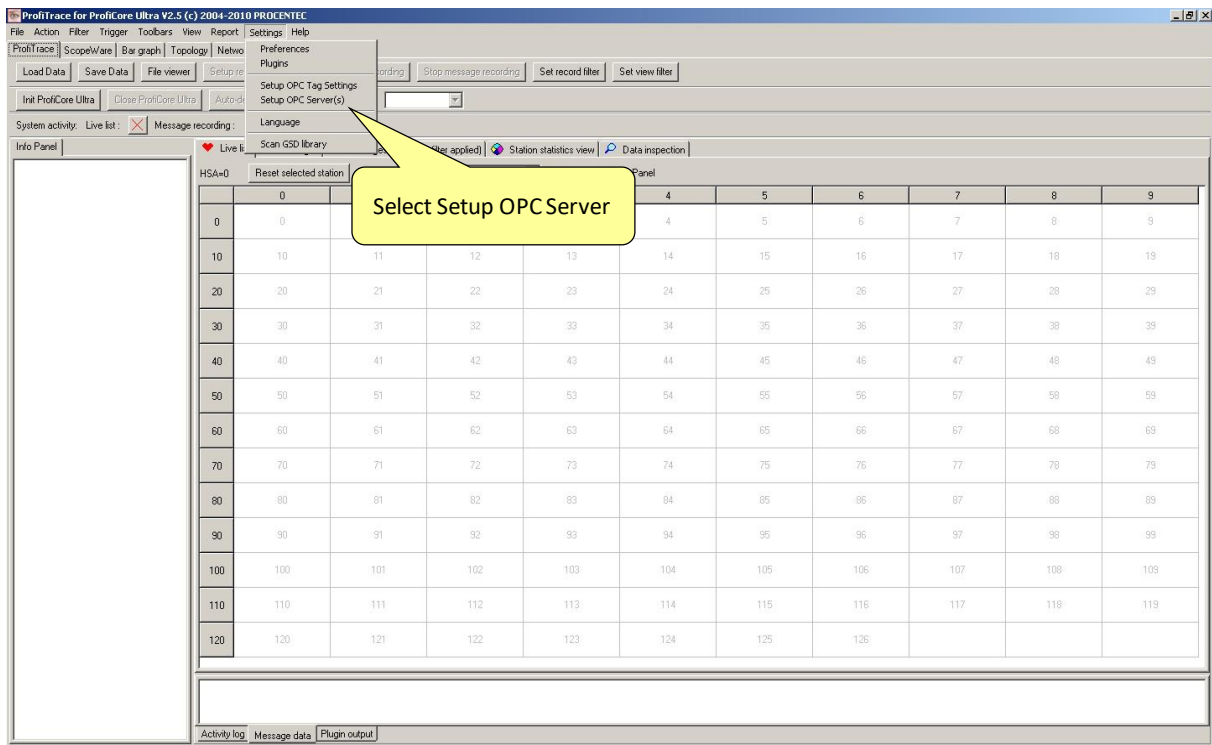 ProfiTrace for ProfiCore Ultra V2.5 (c) 2004-2010 PROCENTEC
File Action Filter Trigger Toolbars View Report Settings Help
ProfiTrace ScopeWare Bar graph Topology Netwo
Preferences
Plugins
Setup OPC Tag Settings
Setup OPC Server(s)
Language
Scan GSD library
Load Data Save Data File viewer Setup re ording Stop message recording Set record filter Set view filter
Init ProfiCore Ultra Close ProfiCore Ultra Auto-de
System activity: Live list : Message recording :
Info Panel
Live li filter applied) Station statistics view Data inspection
HSA=0 Reset selected station Panel
Select Setup OPC Server
0 4 5 6 7 8 9
0 0 4 5 6 7 8 9
10 10 11 12 13 14 15 16 17 18 19
20 20 21 22 23 24 25 26 27 28 29
30 30 31 32 33 34 35 36 37 38 39
40 40 41 42 43 44 45 46 47 48 49
50 50 51 52 53 54 55 56 57 58 59
60 60 61 62 63 64 65 66 67 68 69
70 70 71 72 73 74 75 76 77 78 79
80 80 81 82 83 84 85 86 87 88 89
90 90 91 92 93 94 95 96 97 98 99
100 100 101 102 103 104 105 106 107 108 109
110 110 111 112 113 114 115 116 117 118 119
120 120 121 122 123 124 125 126
Activity log Message data Plugin output